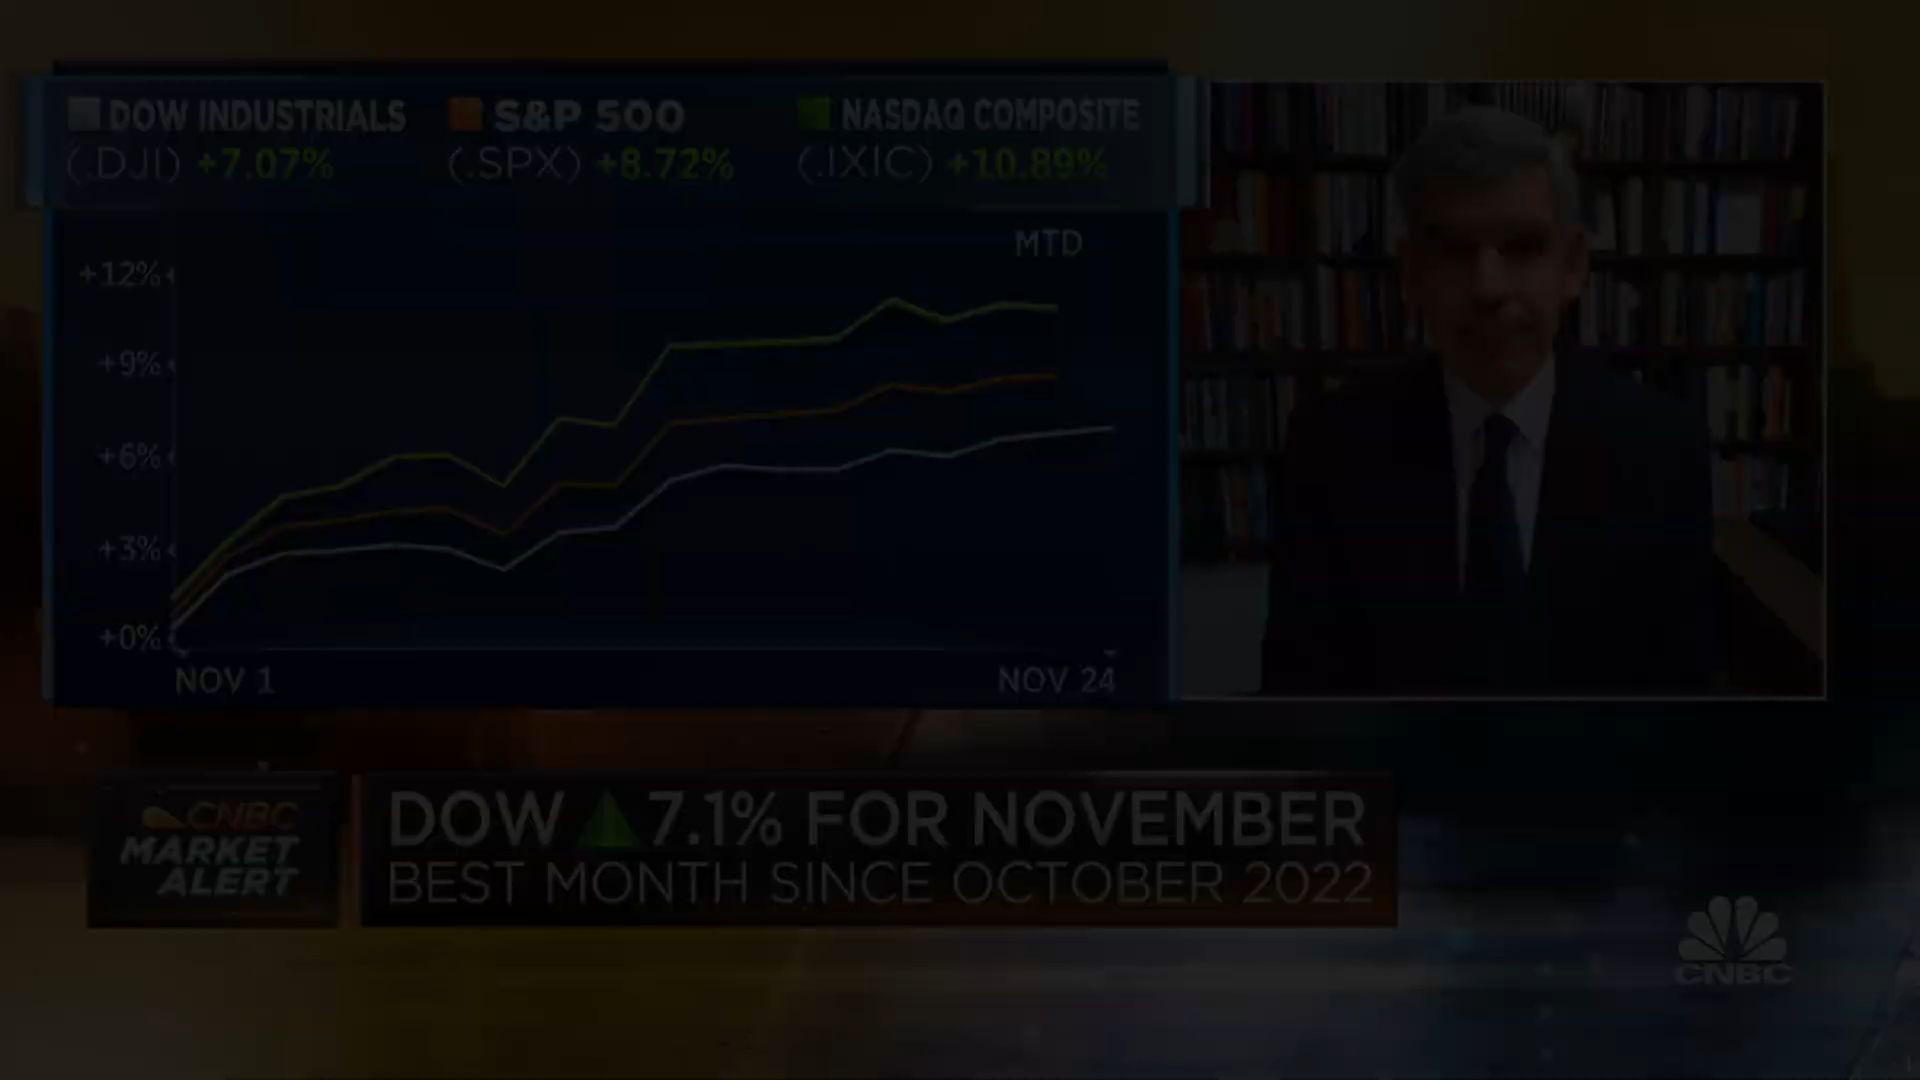 DOW INDUSTRIALS
(.DJI) +7.07%
S&P 500
(.SPX) +8.72%
NASDAQ COMPOSITE
(.IXIC) +10.89%
MTD
+12%
+9%
+6%
+3%
+0%
NOV 1
NOV 24
CNBC
MARKET
ALERT
DOW ▲ 7.1% FOR NOVEMBER
BEST MONTH SINCE OCTOBER 2022
CNBC